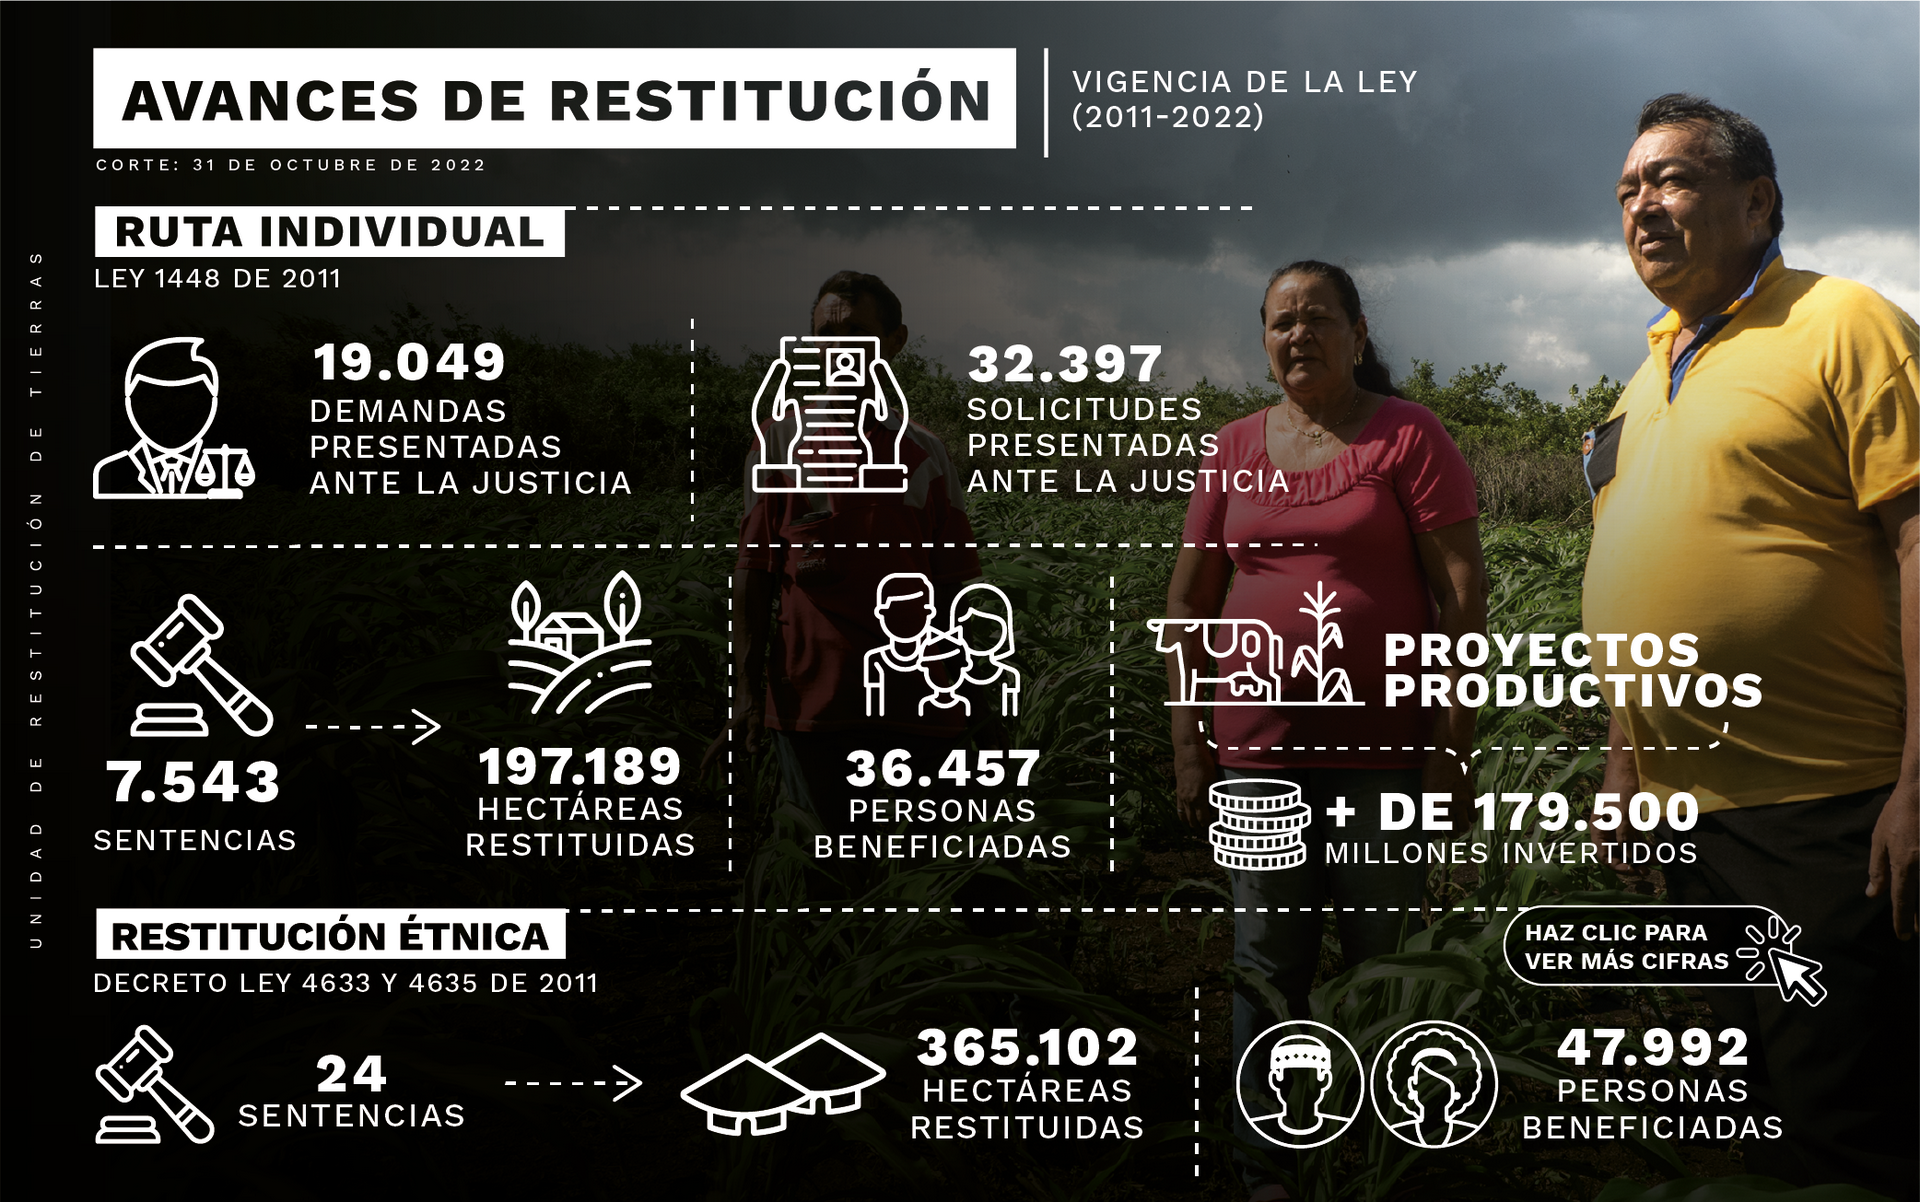 AVANCES DE RESTITUCIÓN
VIGENCIA DE LA LEY
(2011-2022)
CORTE: 31 DE OCTUBRE DE 2022
RUTA INDIVIDUAL
LEY 1448 DE 2011
19.049
DEMANDAS
PRESENTADAS
ANTE LA JUSTICIA
32.397
SOLICITUDES
PRESENTADAS
ANTE LA JUSTICIA
7.543
SENTENCIAS
197.189
HECTÁREAS
RESTITUIDAS
36.457
PERSONAS
BENEFICIADAS
PROYECTOS
PRODUCTIVOS
+ DE 179.500
MILLONES INVERTIDOS
RESTITUCIÓN ÉTNICA
DECRETO LEY 4633 Y 4635 DE 2011
HAZ CLIC PARA
VER MÁS CIFRAS
24
SENTENCIAS
365.102
HECTÁREAS
RESTITUIDAS
47.992
PERSONAS
BENEFICIADAS
UNIDAD DE RESTITUCIÓN DE TIERRAS